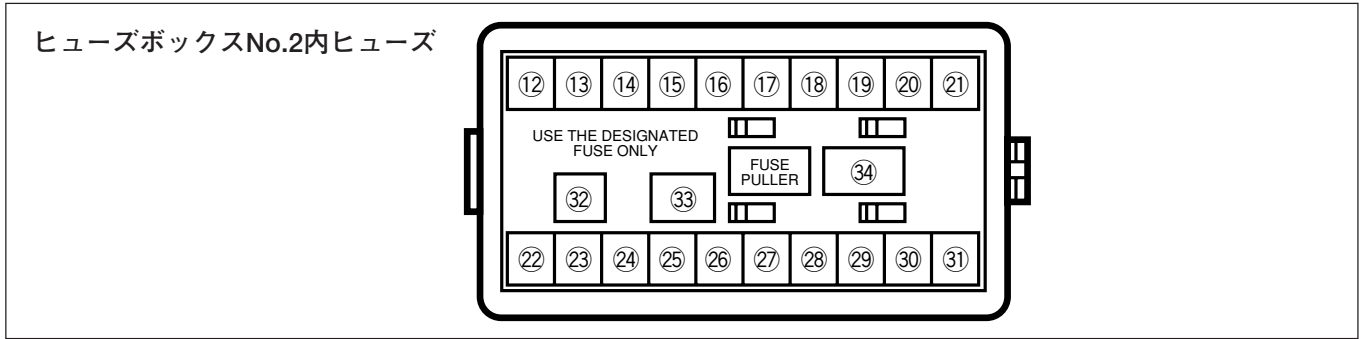 ヒューズボックスNo.2内ヒューズ
⑫ ⑬ ⑭ ⑮ ⑯ ⑰ ⑱ ⑲ ⑳ ㉑
USE THE DESIGNATED
FUSE ONLY
FUSE
PULLER
㉞
㉜ ㉝
㉒ ㉓ ㉔ ㉕ ㉖ ㉗ ㉘ ㉙ ㉚ ㉛